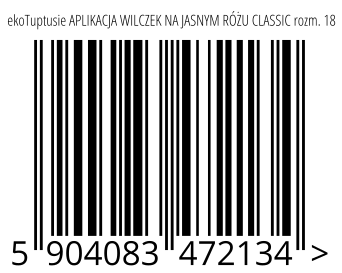 ekoTuptusie APLIKACJA WILCZEK NA JASNYM RÓŻU CLASSIC rozm. 18
5 904083 472134 >